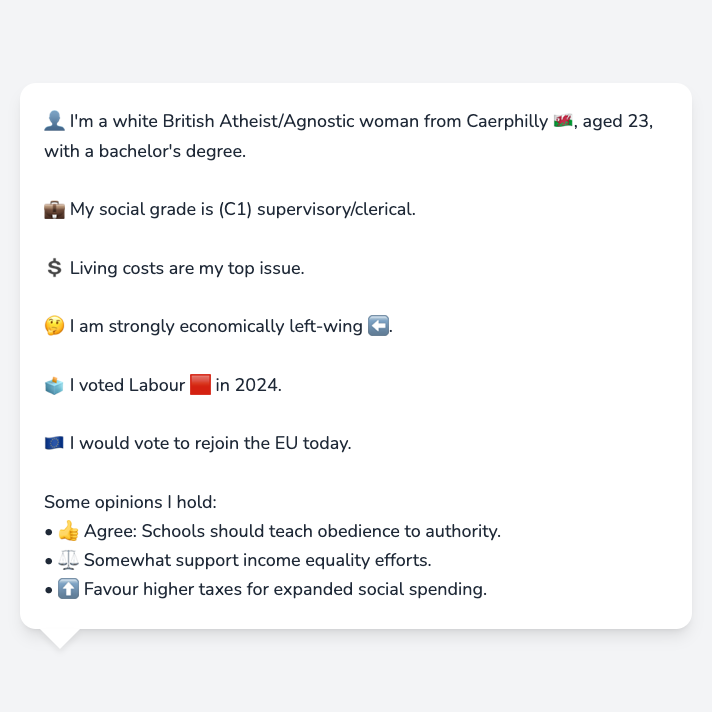 👤 I'm a white British Atheist/Agnostic woman from Caerphilly 🏴󠁧󠁢󠁷󠁬󠁳󠁿, aged 23,
with a bachelor's degree.
💼 My social grade is (C1) supervisory/clerical.
💲 Living costs are my top issue.
🤔 I am strongly economically left-wing ⬅️.
🗳️ I voted Labour 🟥 in 2024.
🇪🇺 I would vote to rejoin the EU today.
Some opinions I hold:
• 👍 Agree: Schools should teach obedience to authority.
• ⚖️ Somewhat support income equality efforts.
• ⬆️ Favour higher taxes for expanded social spending.